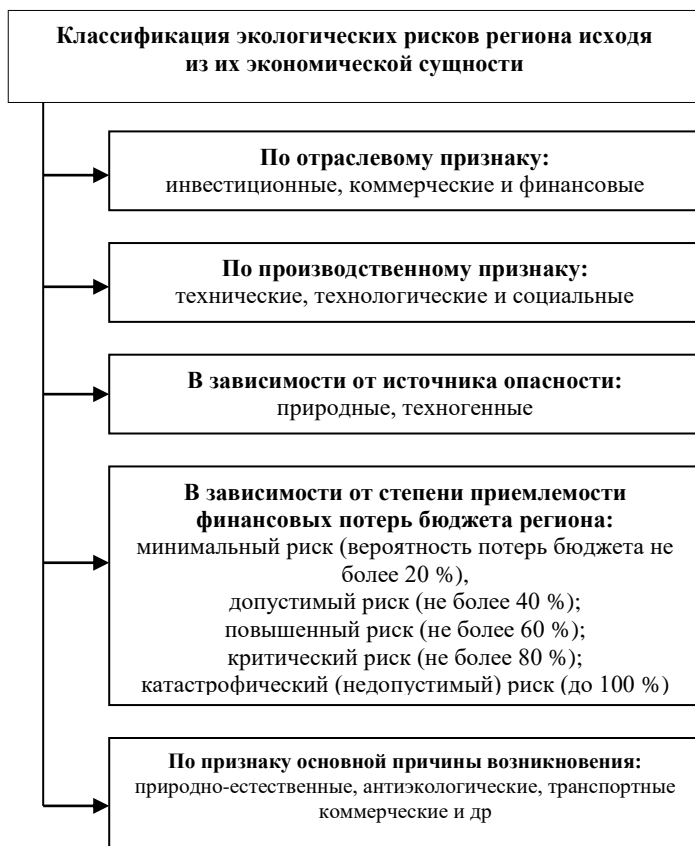 Классификация экологических рисков региона исходя
из их экономической сущности
По отраслевому признаку:
инвестиционные, коммерческие и финансовые
По производственному признаку:
технические, технологические и социальные
В зависимости от источника опасности:
природные, техногенные
В зависимости от степени приемлемости
финансовых потерь бюджета региона:
минимальный риск (вероятность потерь бюджета не
более 20 %),
допустимый риск (не более 40 %);
повышенный риск (не более 60 %);
критический риск (не более 80 %);
катастрофический (недопустимый) риск (до 100 %)
По признаку основной причины возникновения:
природно-естественные, антиэкологические, транспортные
коммерческие и др